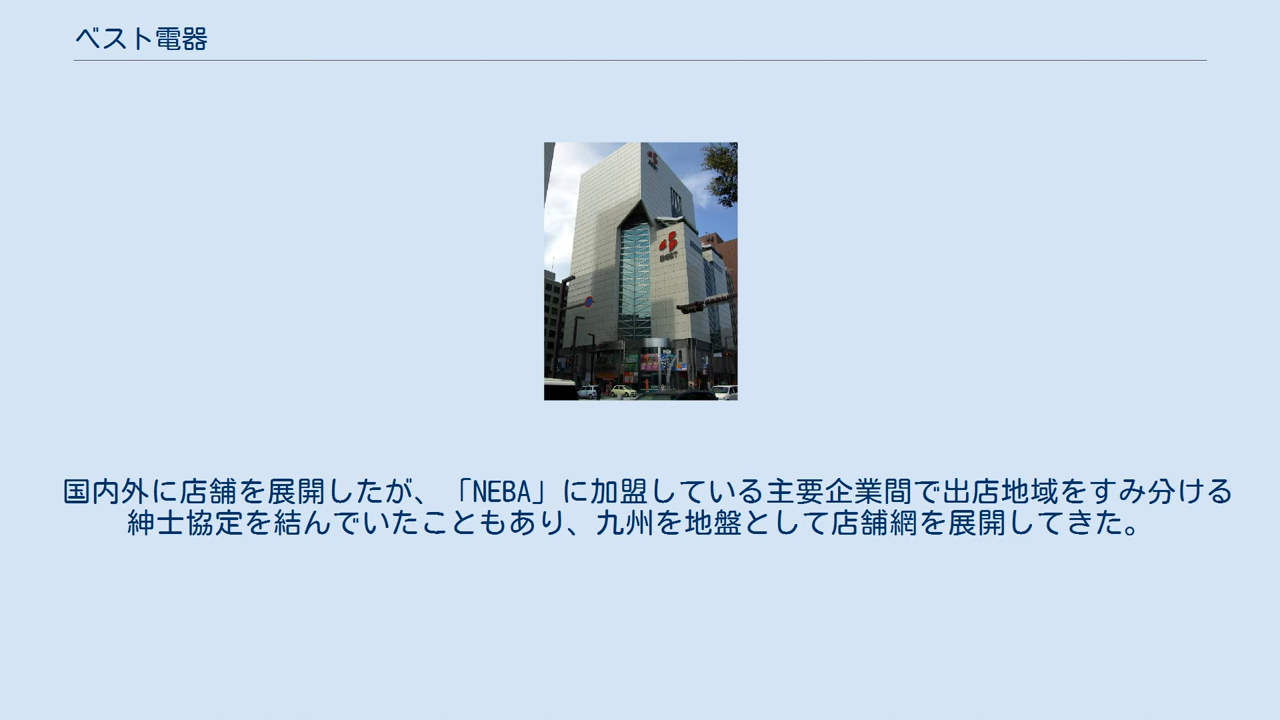 ベスト電器
BEST
国内外に店舗を展開したが、「NEBA」に加盟している主要企業間で出店地域をすみ分ける
紳士協定を結んでいたこともあり、九州を地盤として店舗網を展開してきた。